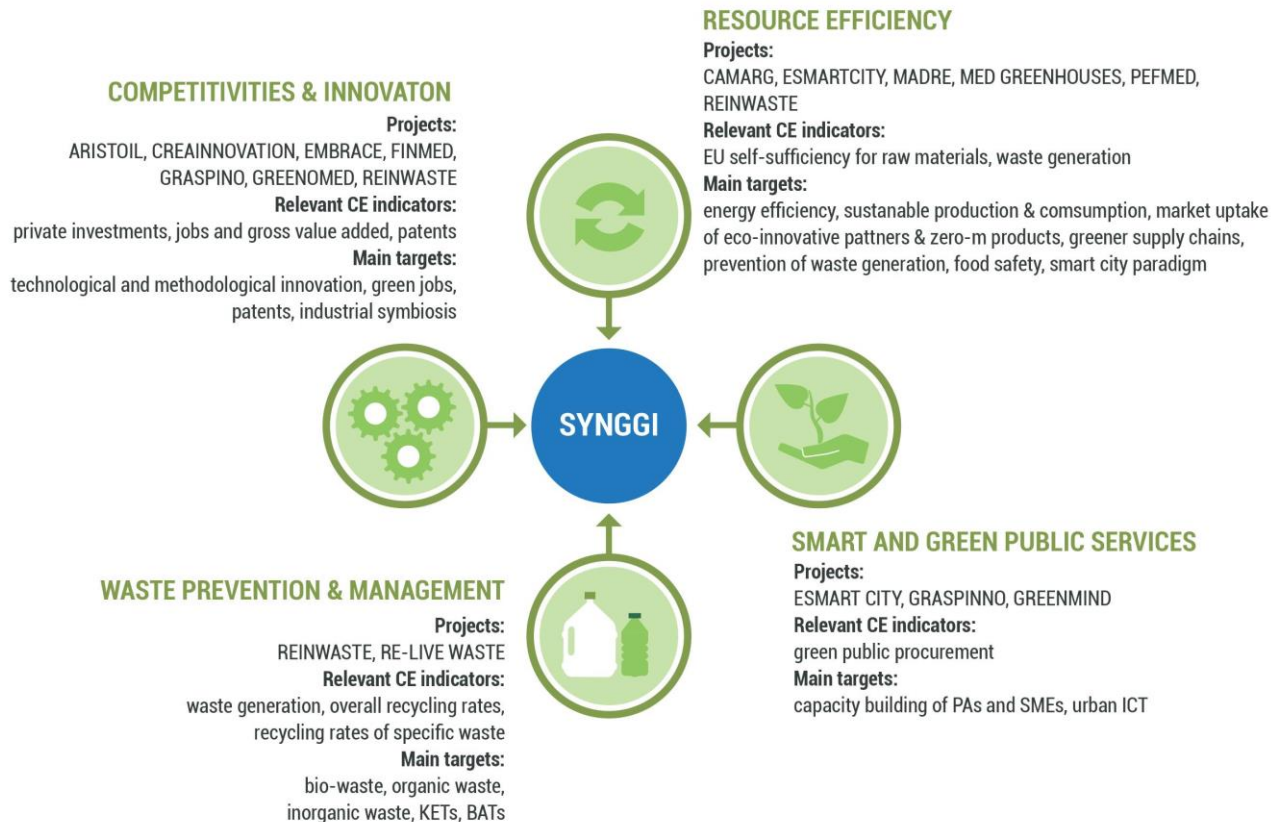 COMPETITIVITIES & INNOVATON
Projects:
ARISTOIL, CREAINNOVATION, EMBRACE, FINMED,
GRASPINO, GREENOMED, REINWASTE
Relevant CE indicators:
private investments, jobs and gross value added, patents
Main targets:
technological and methodological innovation, green jobs,
patents, industrial symbiosis
RESOURCE EFFICIENCY
Projects:
CAMARG, ESMARTCITY, MADRE, MED GREENHOUSES, PEFMED,
REINWASTE
Relevant CE indicators:
EU self-sufficiency for raw materials, waste generation
Main targets:
energy efficiency, sustanable production & comsumption, market uptake
of eco-innovative pattners & zero-m products, greener supply chains,
prevention of waste generation, food safety, smart city paradigm
SYNGGI
WASTE PREVENTION & MANAGEMENT
Projects:
REINWASTE, RE-LIVE WASTE
Relevant CE indicators:
waste generation, overall recycling rates,
recycling rates of specific waste
Main targets:
bio-waste, organic waste,
inorganic waste, KETs, BATs
SMART AND GREEN PUBLIC SERVICES
Projects:
ESMART CITY, GRASPINNO, GREENMIND
Relevant CE indicators:
green public procurement
Main targets:
capacity building of PAs and SMEs, urban ICT